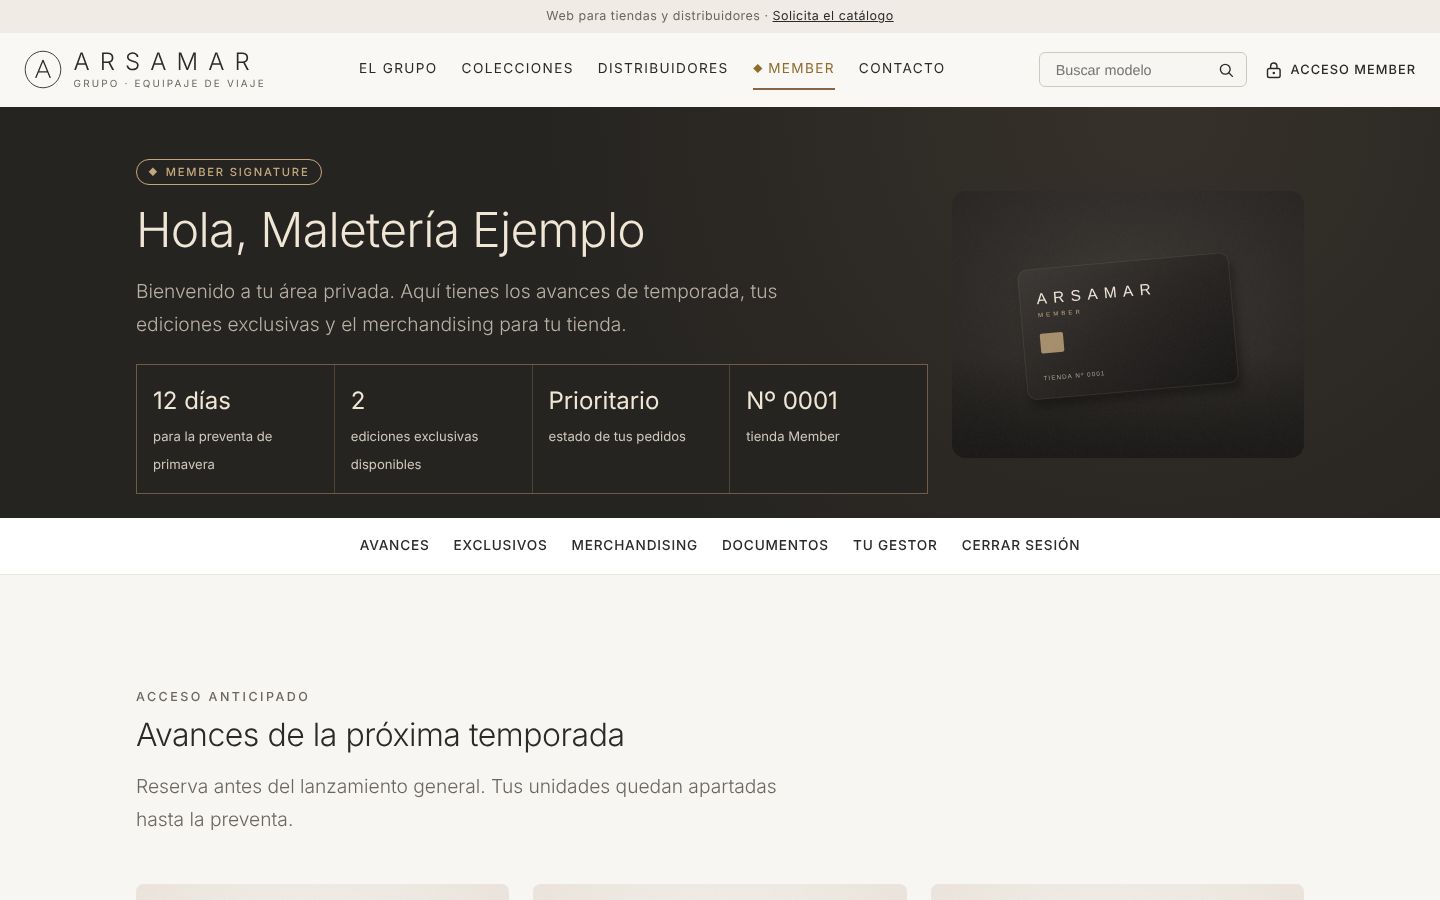 Web para tiendas y distribuidores · Solicita el catálogo
A
ARSAMAR
GRUPO · EQUIPAJE DE VIAJE
EL GRUPO
COLECCIONES
DISTRIBUIDORES
◆ MEMBER
CONTACTO
Buscar modelo
ACCESO MEMBER
◆ MEMBER SIGNATURE
Hola, Maletería Ejemplo
Bienvenido a tu área privada. Aquí tienes los avances de temporada, tus
ediciones exclusivas y el merchandising para tu tienda.
12 días
para la preventa de
primavera
2
ediciones exclusivas
disponibles
Prioritario
estado de tus pedidos
Nº 0001
tienda Member
ARSAMAR
MEMBER
TIENDA Nº 0001
AVANCES
EXCLUSIVOS
MERCHANDISING
DOCUMENTOS
TU GESTOR
CERRAR SESIÓN
ACCESO ANTICIPADO
Avances de la próxima temporada
Reserva antes del lanzamiento general. Tus unidades quedan apartadas
hasta la preventa.